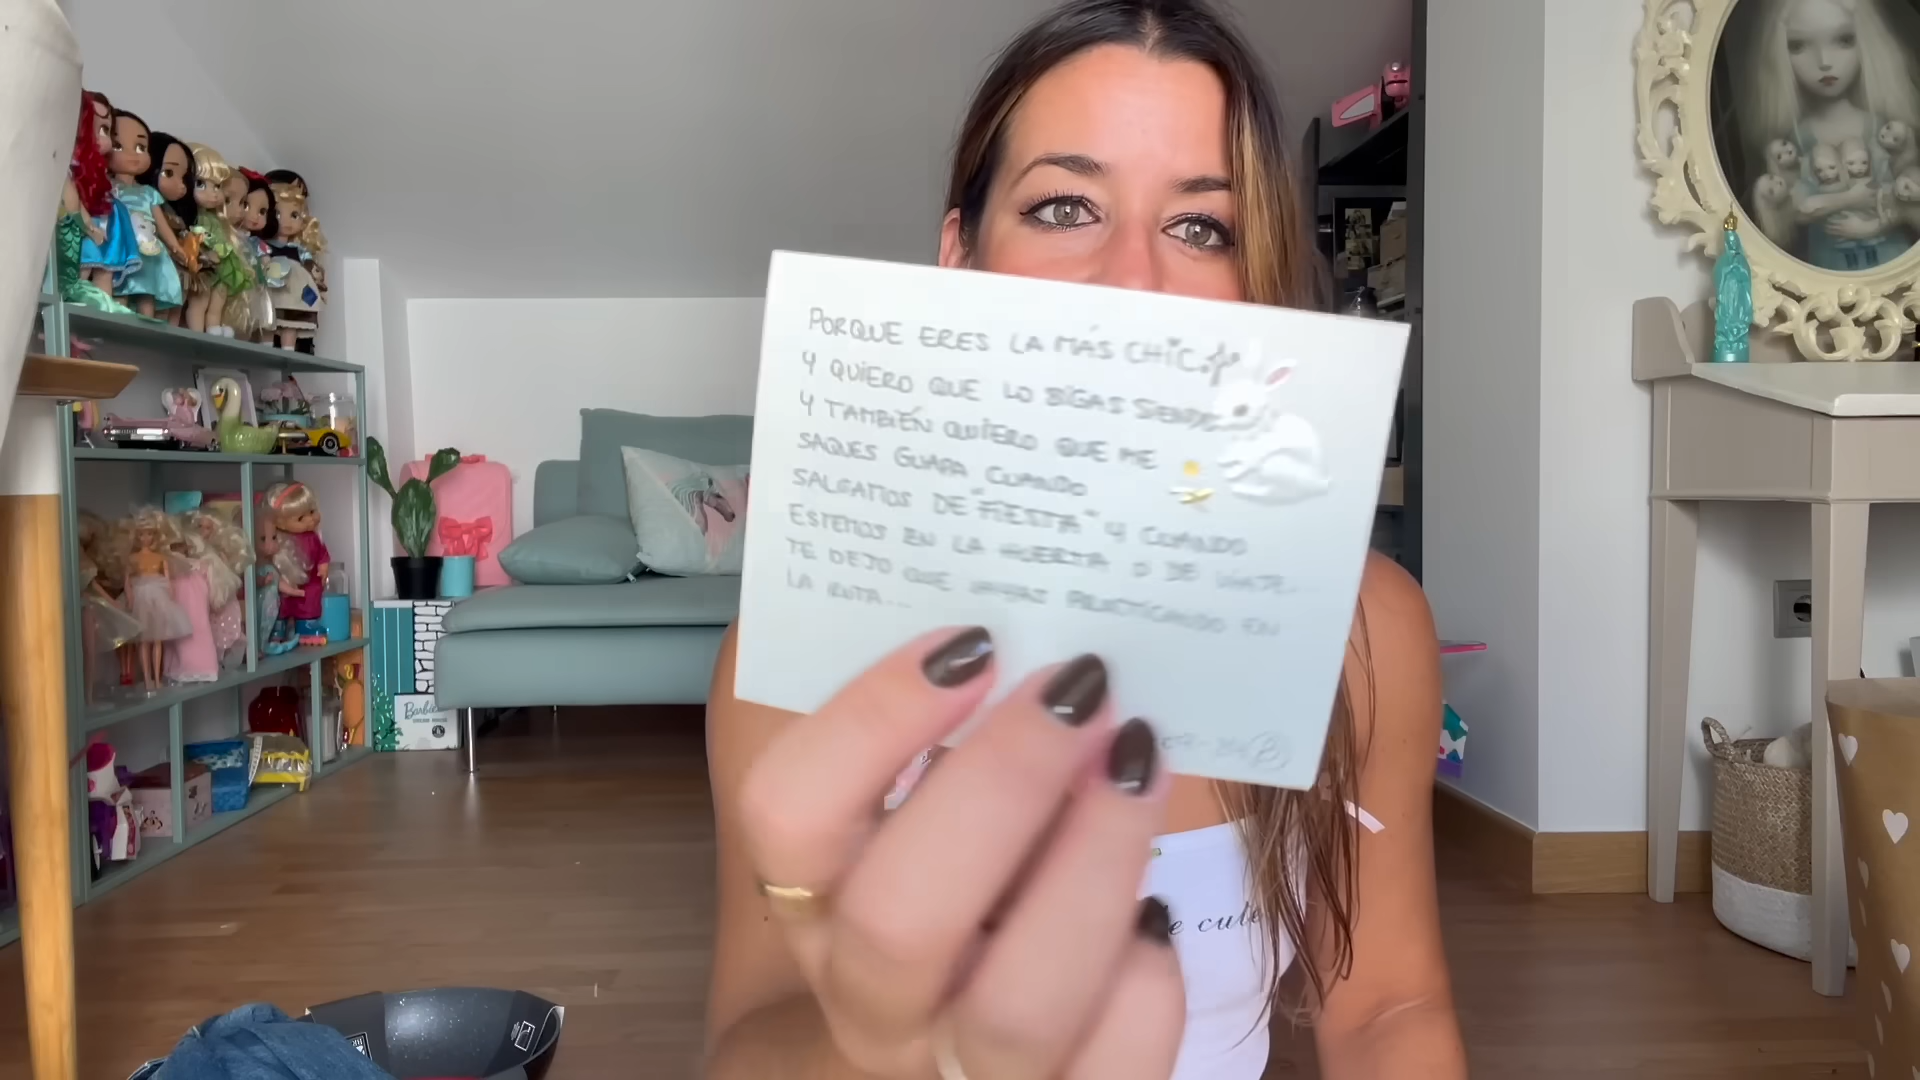 PORQUE ERES LA MÁS CHIC
Y QUIERO QUE LO SIGAS SIENDO
Y TAMBIÉN QUIERO QUE ME
SAQUES GUAPA CUANDO
SALGAMOS DE "FIESTA" Y CUANDO
ESTEMOS EN LA HUERTA O DE VIAJE...
TE DEJO QUE VAYAS PRACTICANDO EN
LA RUTA...
Barbie
e cute